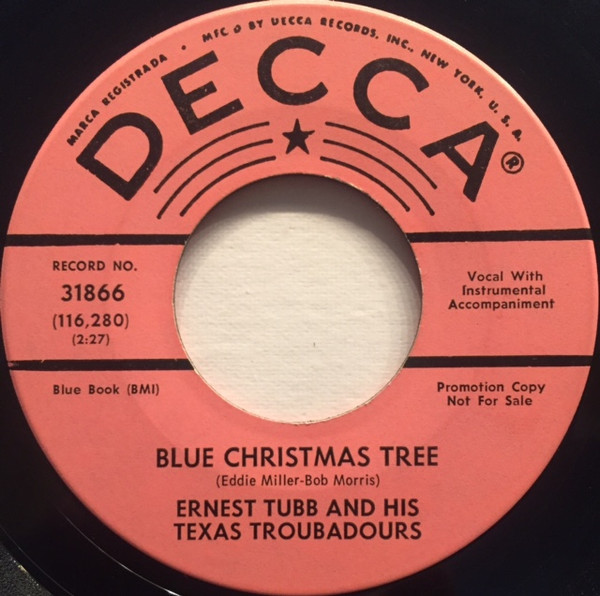 MARCA REGISTRADA • MFG'D BY DECCA RECORDS, INC., NEW YORK, U. S. A.
DECCA®
RECORD NO.
31866
(116,280)
(2:27)
Vocal With
Instrumental
Accompaniment
Blue Book (BMI)
Promotion Copy
Not For Sale
BLUE CHRISTMAS TREE
(Eddie Miller-Bob Morris)
ERNEST TUBB AND HIS
TEXAS TROUBADOURS